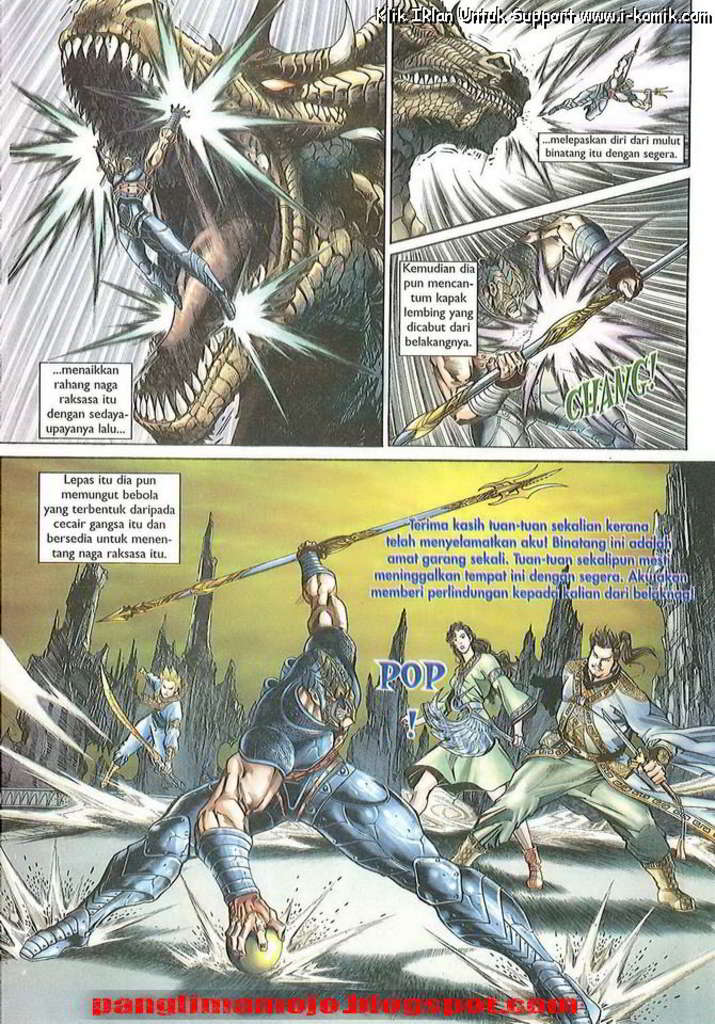 Klik Iklan Untuk Support www.i-komik.com
...menaikkan
rahang naga
raksasa itu
dengan sedaya-
upayanya lalu...
...melepaskan diri dari mulut
binatang itu dengan segera.
Kemudian dia
pun mencan-
tum kapak
lembing yang
dicabut dari
belakangnya.
CHANG!
Lepas itu dia pun
memungut bebola
yang terbentuk daripada
cecair gangsa itu dan
bersedia untuk menen-
tang naga raksasa itu.
Terima kasih tuan-tuan sekalian kerana
telah menyelamatkan aku! Binatang ini adalah
amat garang sekali. Tuan-tuan sekalipun mesti
meninggalkan tempat ini dengan segera. Aku akan
memberi perlindungan kepada kalian dari belakang!
POP
!
panglimamojo.blogspot.com